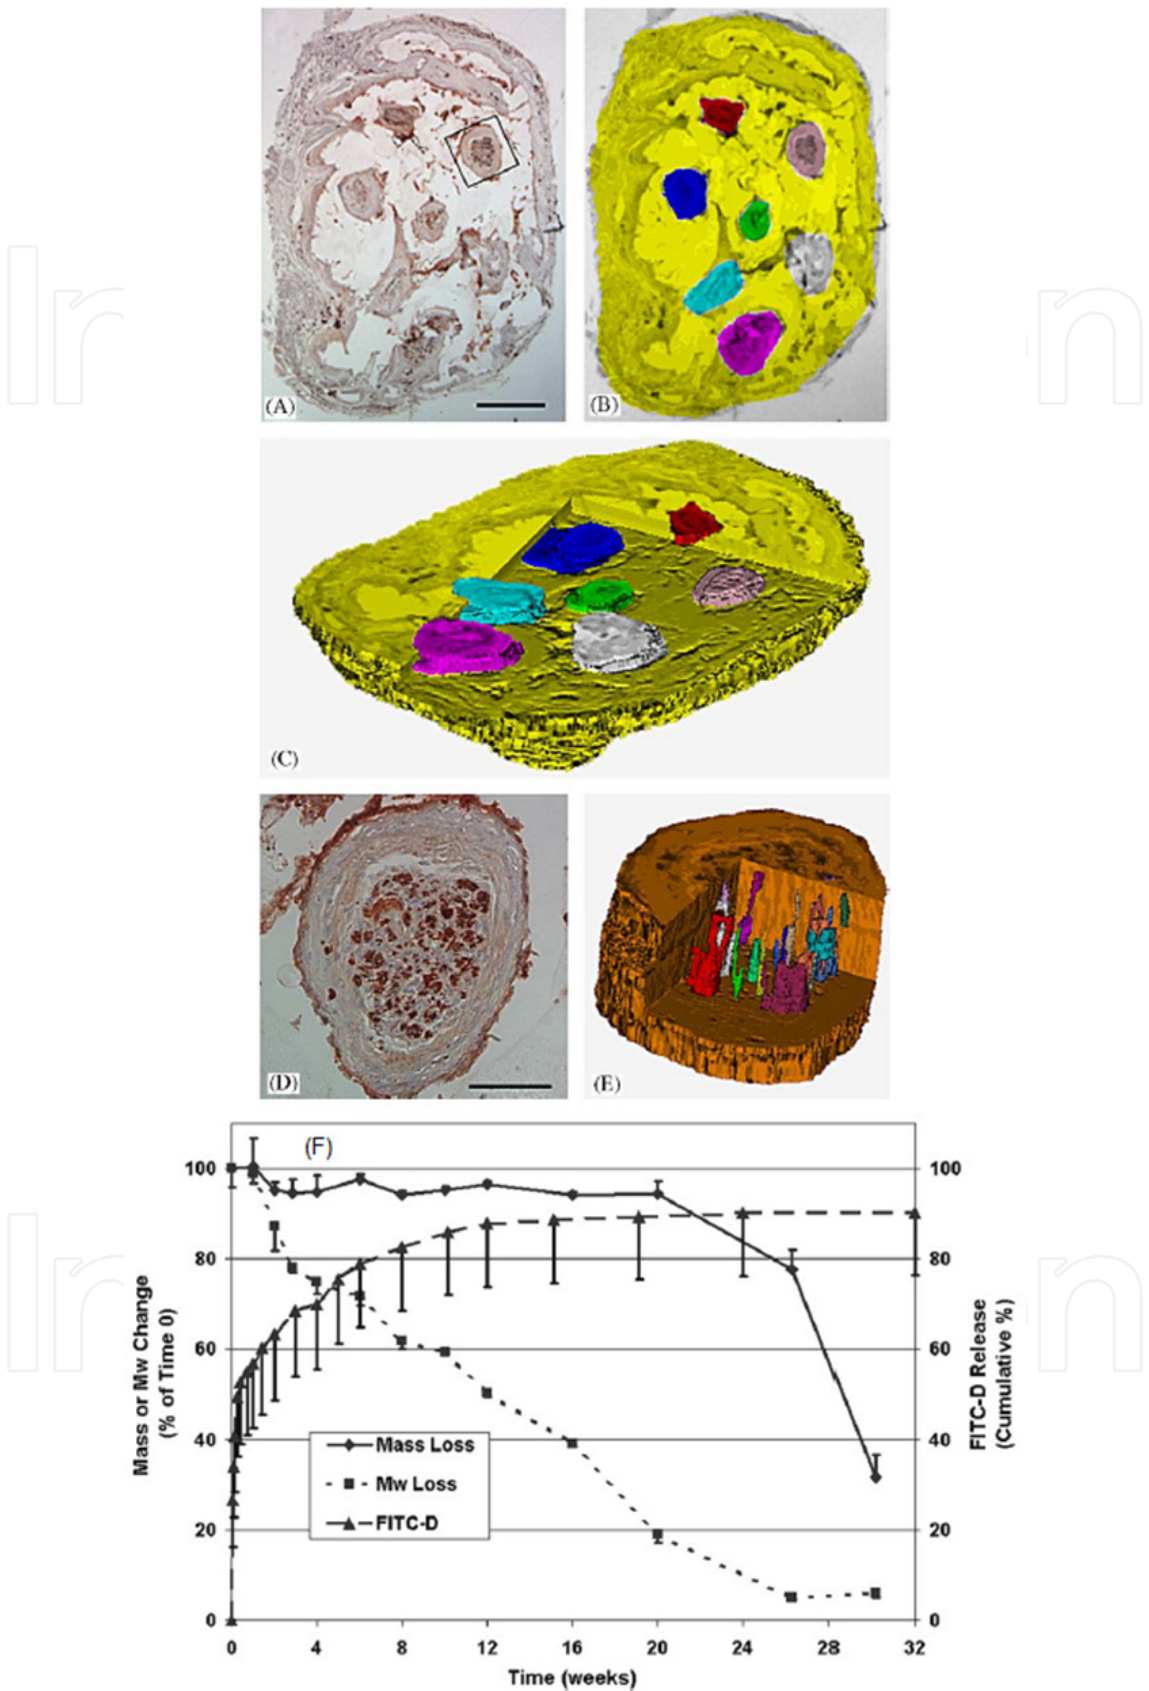 (A)
(B)
(C)
(D)
(E)
(F)
100
100
80
80
60
60
40
40
20
20
0
0
Mass or Mw Change
(% of Time 0)
FITC-D Release
(Cumulative %)
Mass Loss
Mw Loss
FITC-D
0 4 8 12 16 20 24 28 32
Time (weeks)